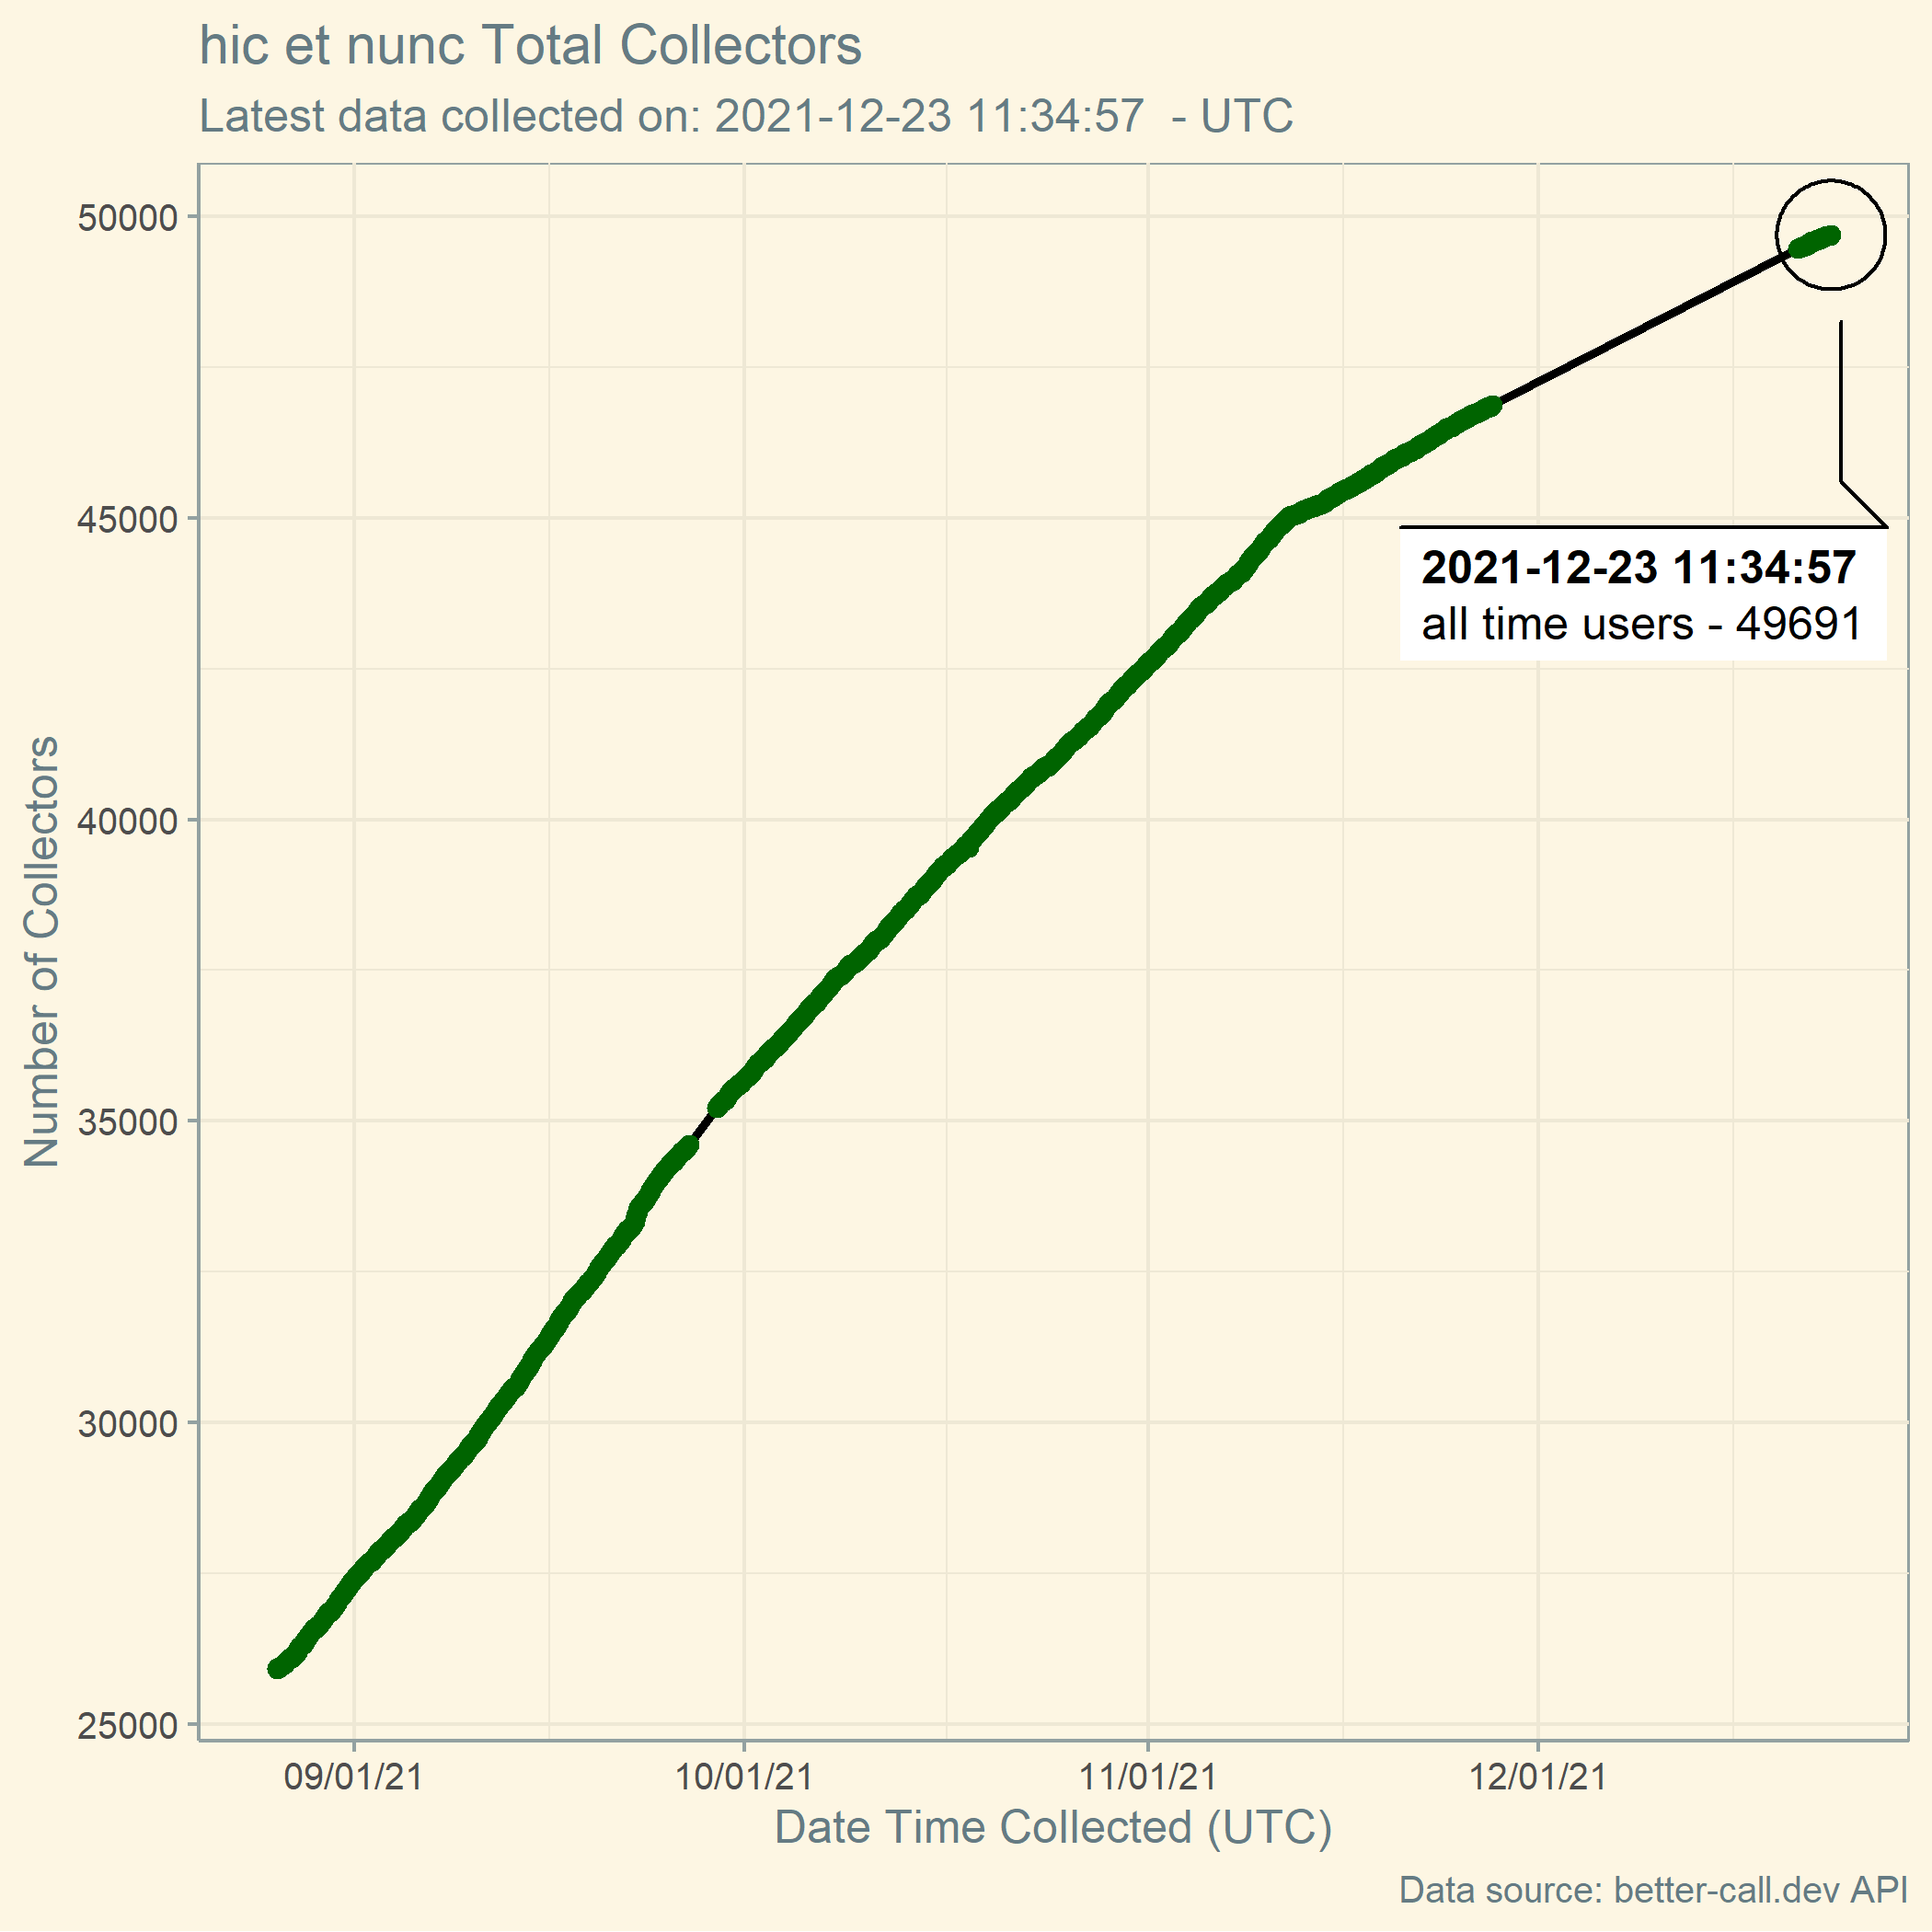 hic et nunc Total Collectors
Latest data collected on: 2021-12-23 11:34:57  - UTC
50000
45000
40000
35000
30000
25000
Number of Collectors
2021-12-23 11:34:57
all time users - 49691
09/01/21
10/01/21
11/01/21
12/01/21
Date Time Collected (UTC)
Data source: better-call.dev API